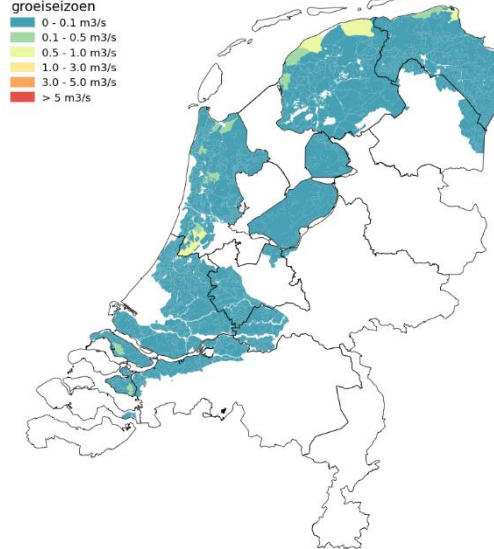 groeiseizoen
0 - 0.1 m3/s
0.1 - 0.5 m3/s
0.5 - 1.0 m3/s
1.0 - 3.0 m3/s
3.0 - 5.0 m3/s
> 5 m3/s